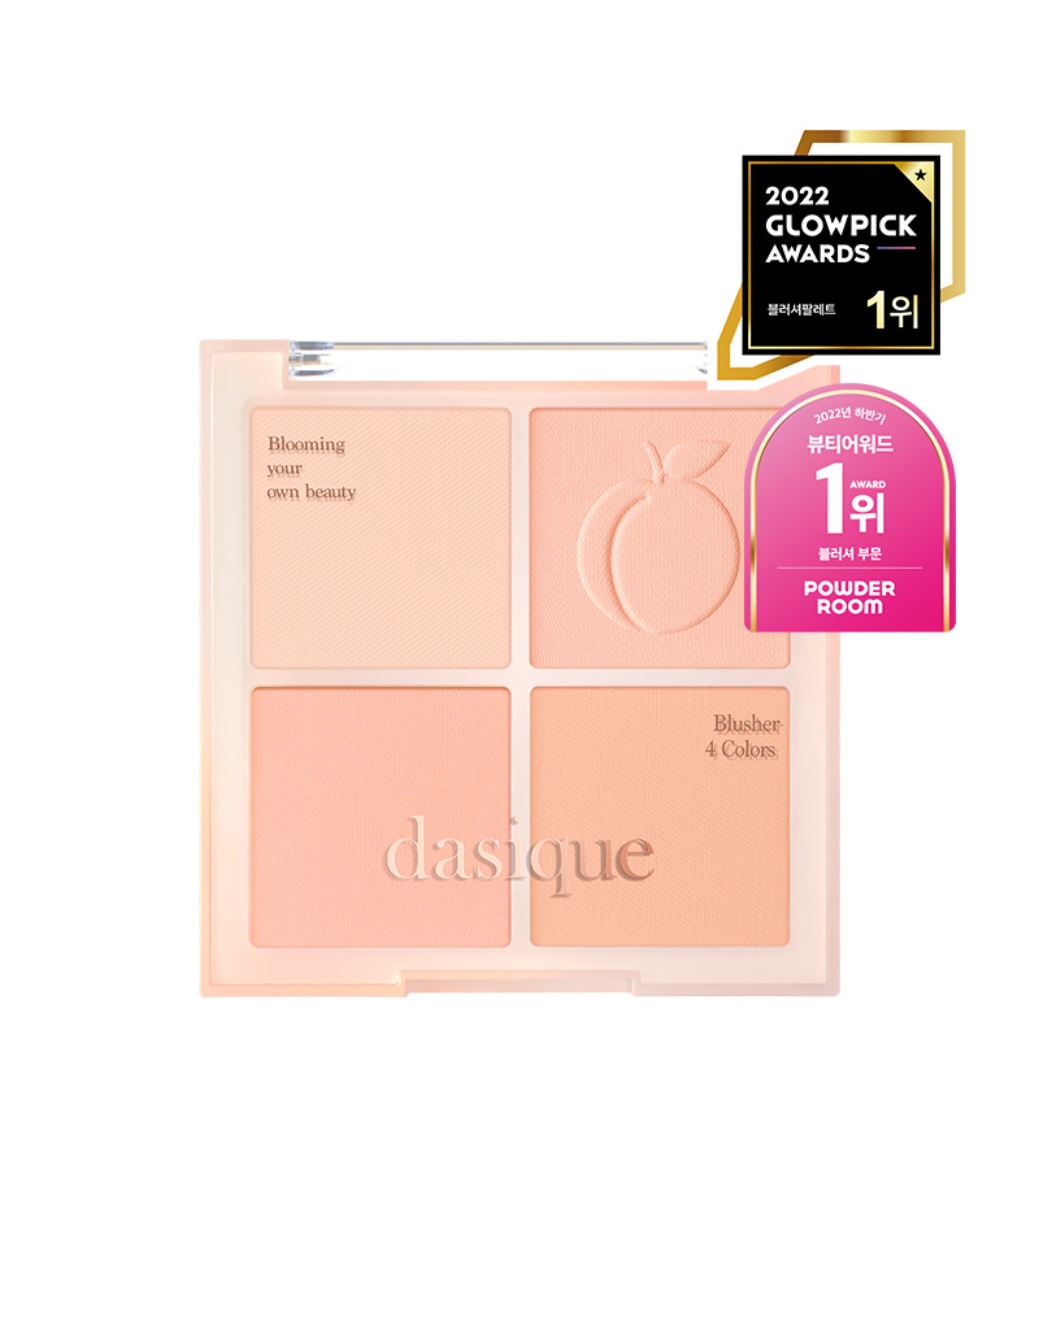 2022
GLOWPICK
AWARDS
블러셔팔레트
1위
2022년 하반기
뷰티어워드
1위
AWARD
블러셔 부문
POWDER
ROOM
Blooming
your
own beauty
Blusher
4 Colors
dasique